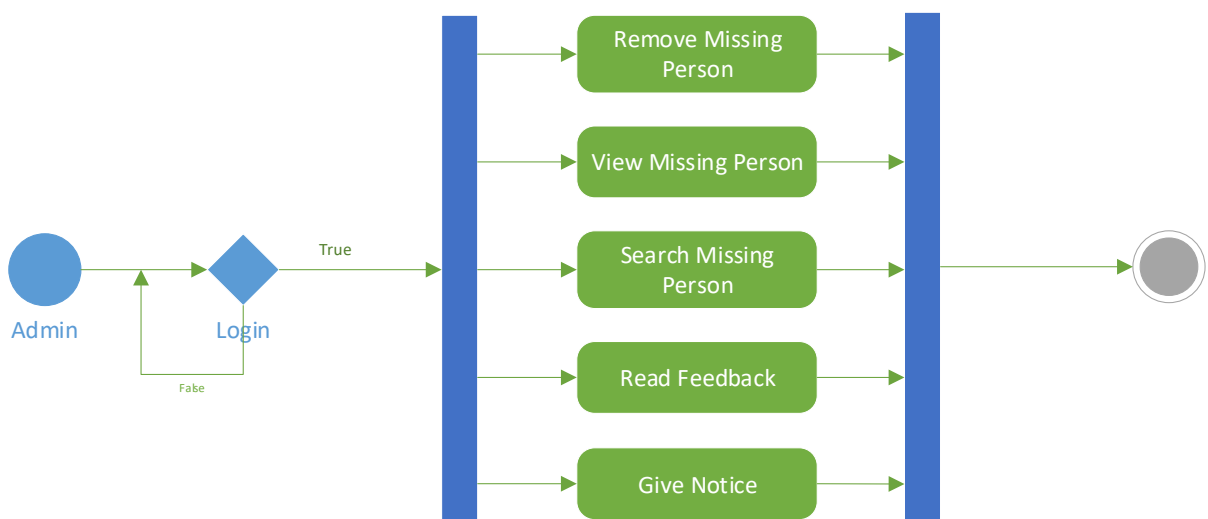 Remove Missing
Person
View Missing Person
True
Search Missing
Person
Admin
Login
False
Read Feedback
Give Notice